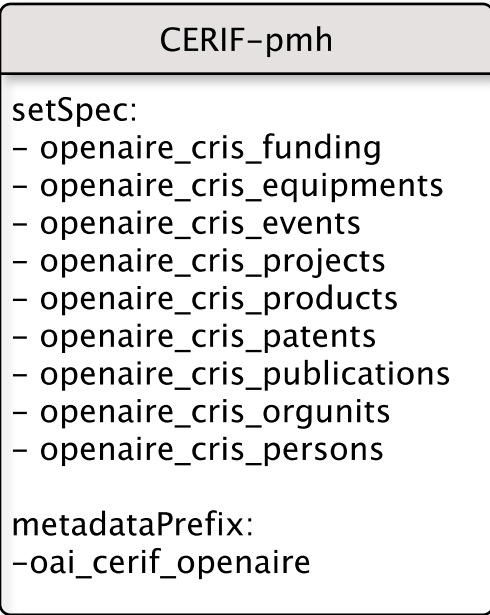 CERIF-pmh
setSpec:
- openaire_cris_funding
- openaire_cris_equipments
- openaire_cris_events
- openaire_cris_projects
- openaire_cris_products
- openaire_cris_patents
- openaire_cris_publications
- openaire_cris_orgunits
- openaire_cris_persons
metadataPrefix:
-oai_cerif_openaire